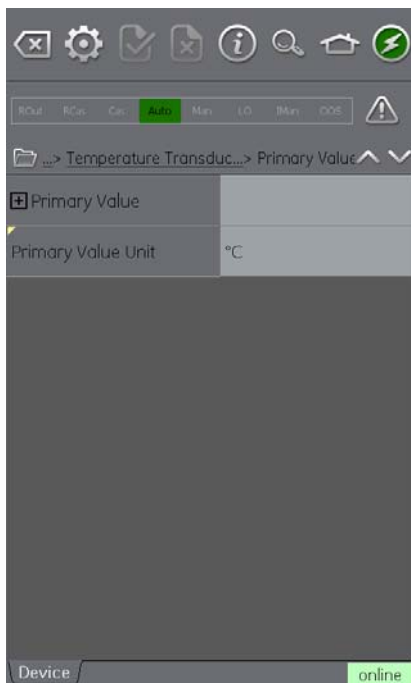 ROut RCas Cas Auto Man LO IMan OOS
...> Temperature Transduc...> Primary Value
Primary Value
Primary Value Unit °C
Device online